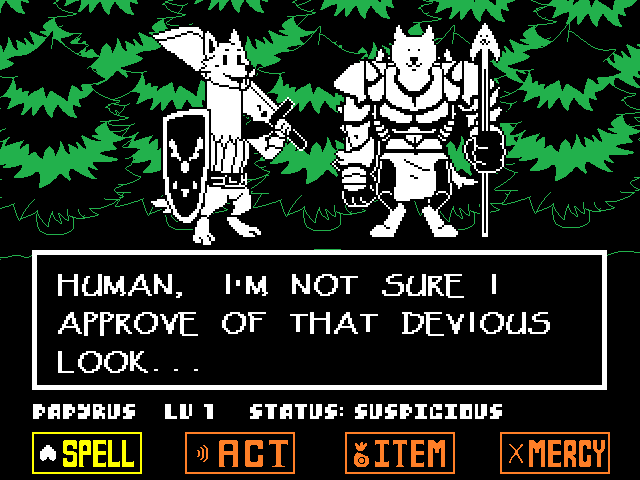 HUMAN, I'M NOT SURE I
APPROVE OF THAT DEVIOUS
LOOK...
PAPYRUS LV 1 STATUS: SUSPICIOUS
SPELL ACT ITEM MERCY